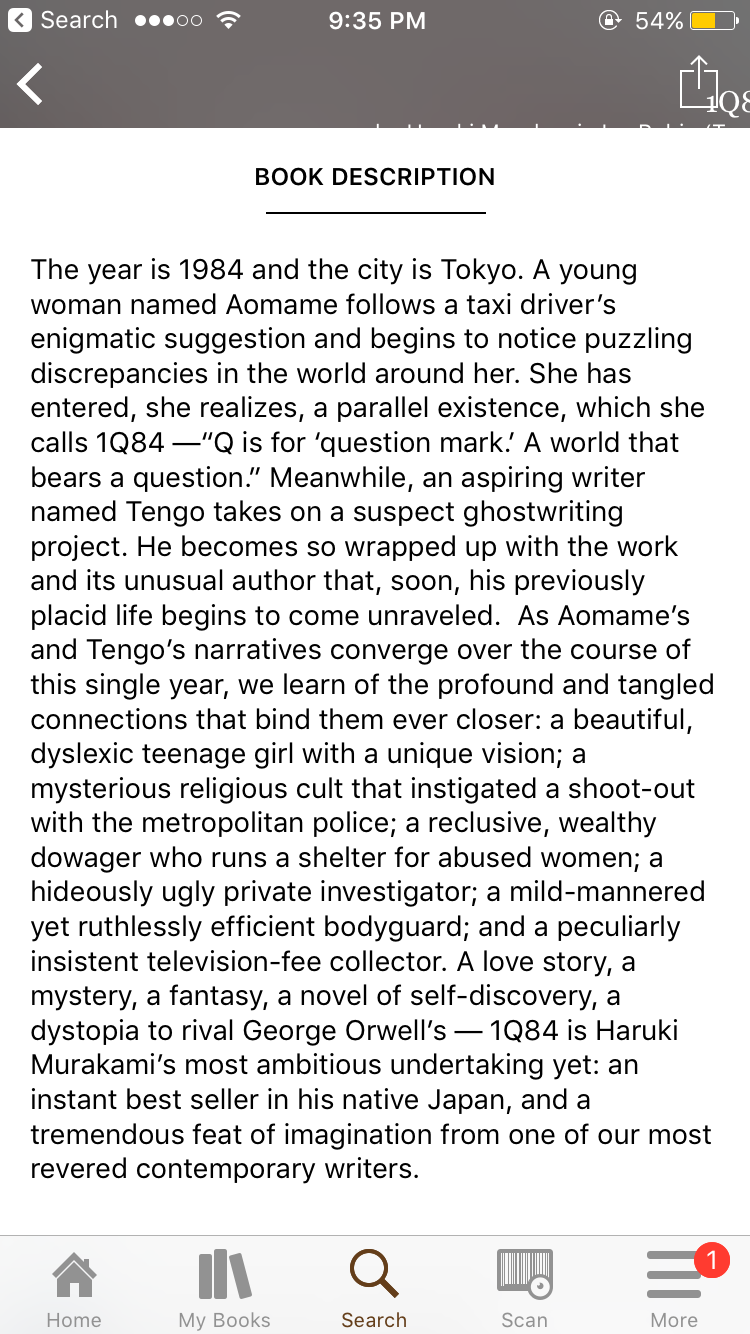 Search 9:35 PM 54%
1Q8
BOOK DESCRIPTION
The year is 1984 and the city is Tokyo. A young
woman named Aomame follows a taxi driver’s
enigmatic suggestion and begins to notice puzzling
discrepancies in the world around her. She has
entered, she realizes, a parallel existence, which she
calls 1Q84 —“Q is for ‘question mark.’ A world that
bears a question.” Meanwhile, an aspiring writer
named Tengo takes on a suspect ghostwriting
project. He becomes so wrapped up with the work
and its unusual author that, soon, his previously
placid life begins to come unraveled.  As Aomame’s
and Tengo’s narratives converge over the course of
this single year, we learn of the profound and tangled
connections that bind them ever closer: a beautiful,
dyslexic teenage girl with a unique vision; a
mysterious religious cult that instigated a shoot-out
with the metropolitan police; a reclusive, wealthy
dowager who runs a shelter for abused women; a
hideously ugly private investigator; a mild-mannered
yet ruthlessly efficient bodyguard; and a peculiarly
insistent television-fee collector. A love story, a
mystery, a fantasy, a novel of self-discovery, a
dystopia to rival George Orwell’s — 1Q84 is Haruki
Murakami’s most ambitious undertaking yet: an
instant best seller in his native Japan, and a
tremendous feat of imagination from one of our most
revered contemporary writers.
1
Home My Books Search Scan More